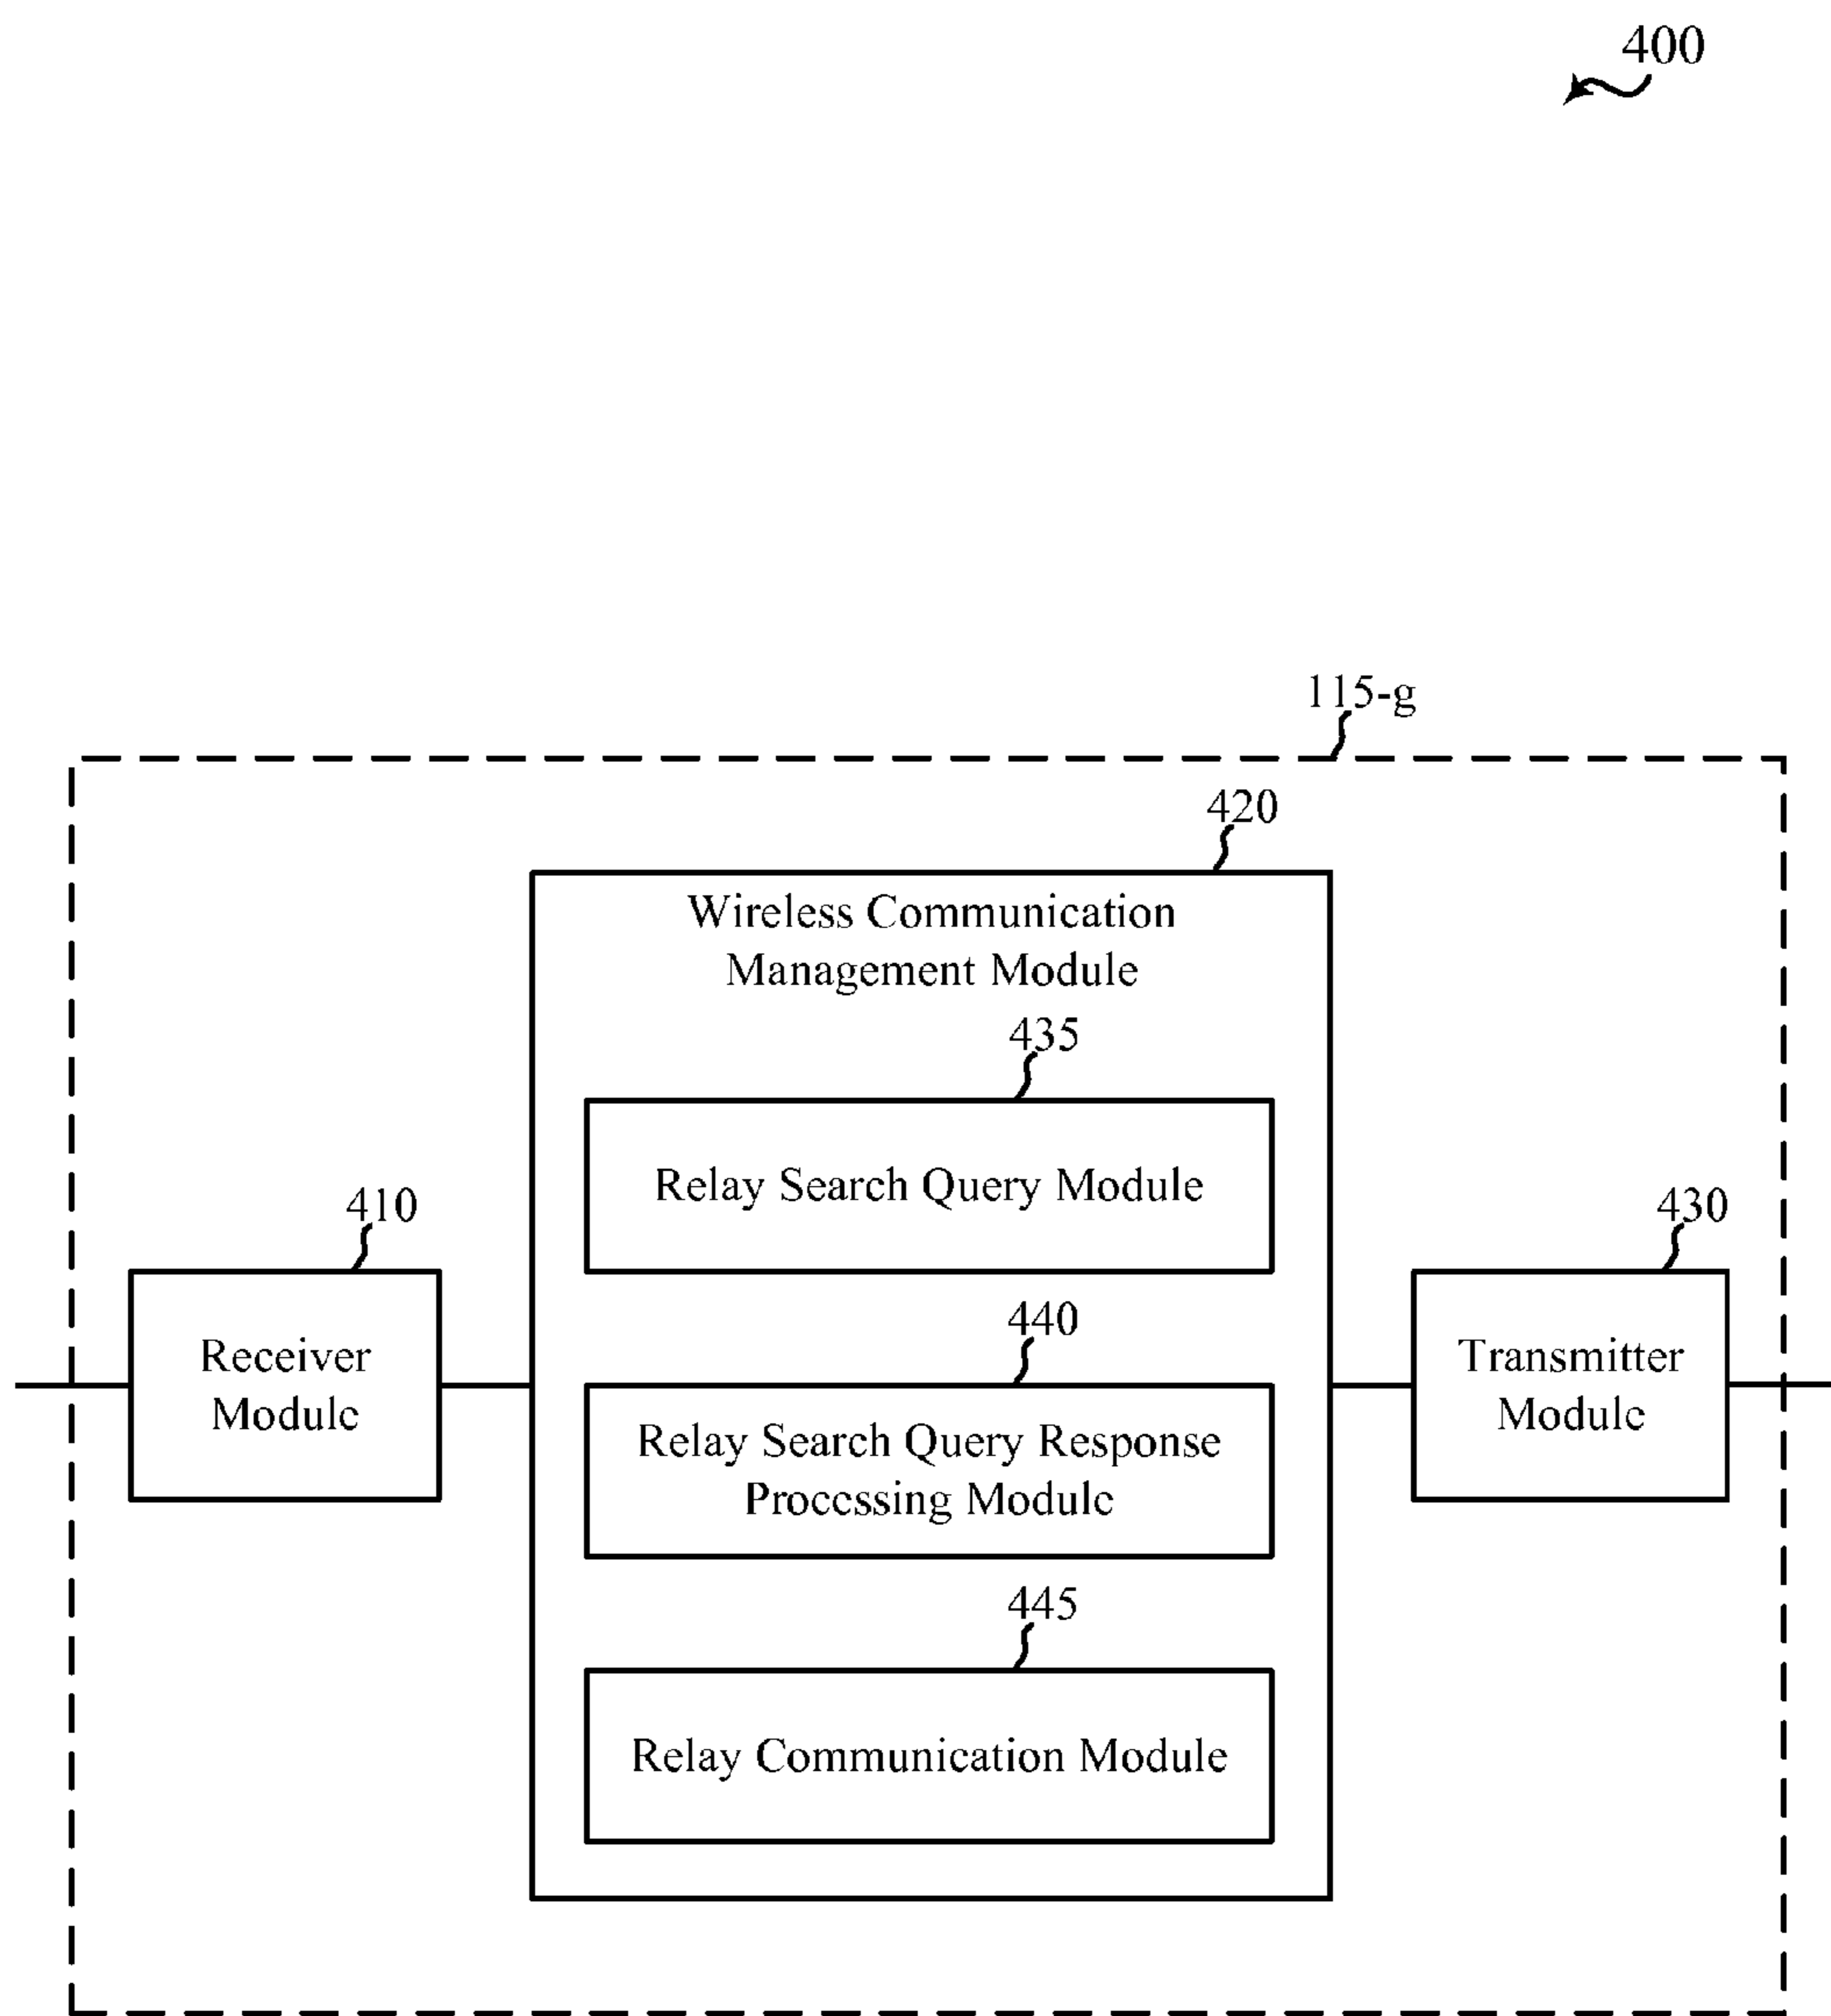 400
115-g
420
Wireless Communication
Management Module
435
Relay Search Query Module
410
Receiver
Module
430
Transmitter
Module
440
Relay Search Query Response
Processing Module
445
Relay Communication Module